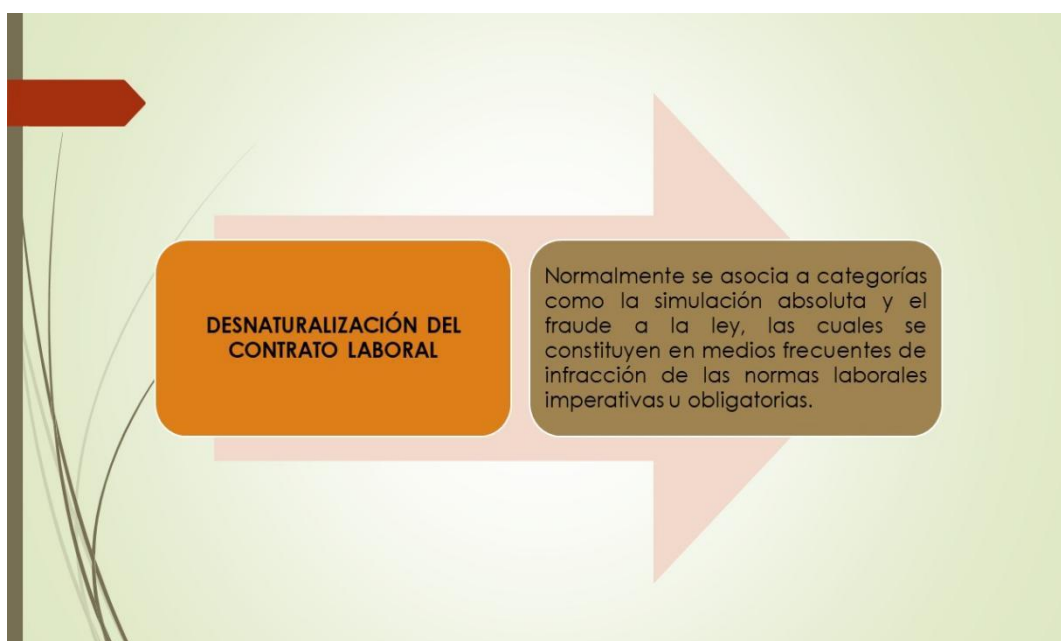 DESNATURALIZACIÓN DEL
CONTRATO LABORAL
Normalmente se asocia a categorías
como la simulación absoluta y el
fraude a la ley, las cuales se
constituyen en medios frecuentes de
infracción de las normas laborales
imperativas u obligatorias.